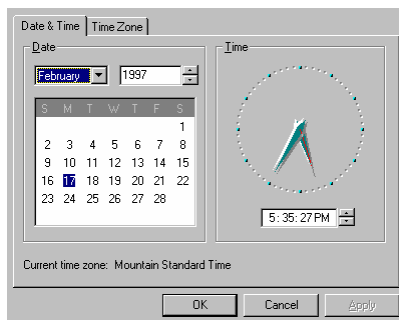 Date & Time Time Zone
Date
February 1997
S M T W T F S
1
2 3 4 5 6 7 8
9 10 11 12 13 14 15
16 17 18 19 20 21 22
23 24 25 26 27 28
Time
5:35:27 PM
Current time zone: Mountain Standard Time
OK Cancel Apply